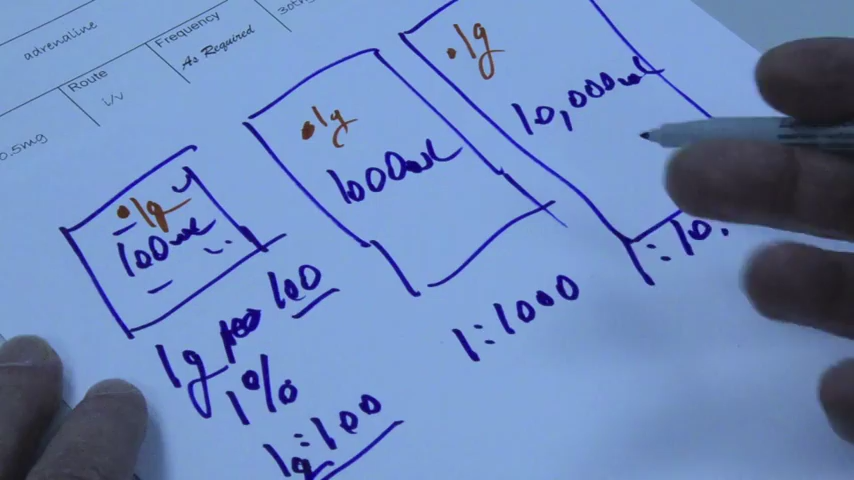 adrenaline
Route
Frequency
30th
0.5mg
i/v
As Required
1g
100ml
1g per 100
1%
1g:100
1g
1000ml
1:1000
1g
10,000ml
1:10,